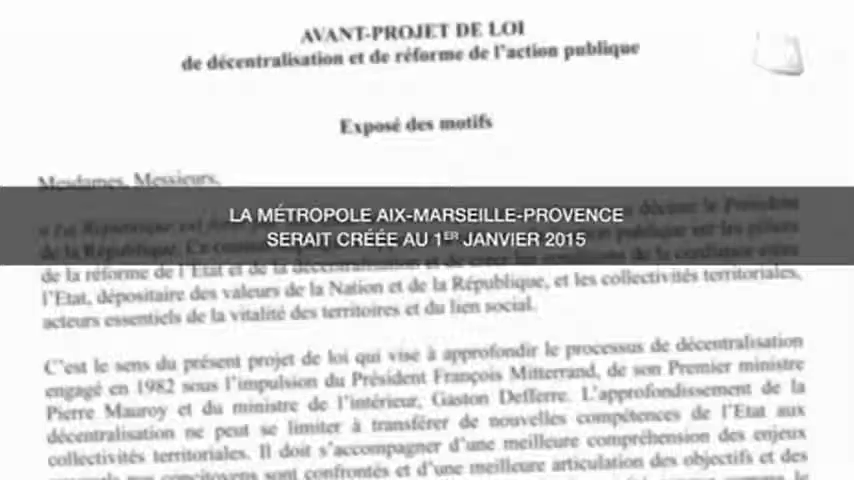 AVANT-PROJET DE LOI
de décentralisation et de réforme de l'action publique
Exposé des motifs
Mesdames, Messieurs,
LA MÉTROPOLE AIX-MARSEILLE-PROVENCE
SERAIT CRÉÉE AU 1ER JANVIER 2015
de la réforme de l'Etat et de la décentralisation et de la confiance entre
l'Etat, dépositaire des valeurs de la Nation et de la République, et les collectivités territoriales,
acteurs essentiels de la vitalité des territoires et du lien social.
C'est le sens du présent projet de loi qui vise à approfondir le processus de décentralisation
engagé en 1982 sous l'impulsion du Président François Mitterrand, de son Premier ministre
Pierre Mauroy et du ministre de l'intérieur, Gaston Defferre. L'approfondissement de la
décentralisation ne peut se limiter à transférer de nouvelles compétences de l'Etat aux
collectivités territoriales. Il doit s'accompagner d'une meilleure compréhension des enjeux
concitoyens sont confrontés et d'une meilleure articulation des objectifs et des